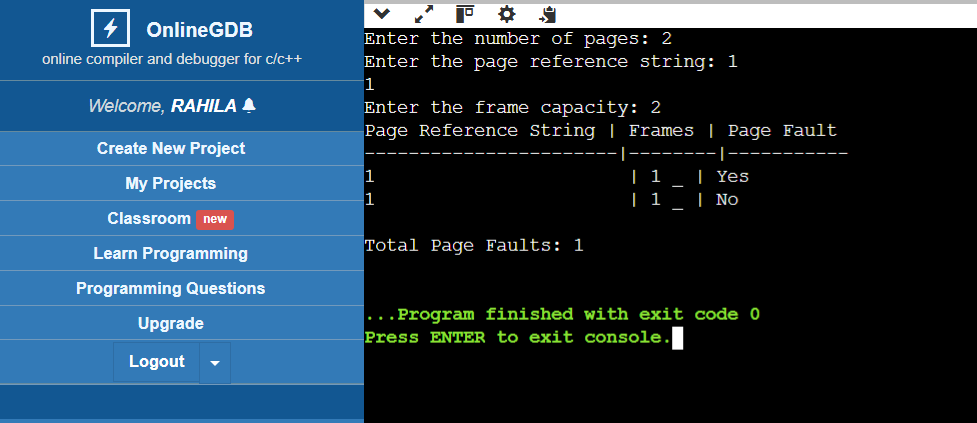 OnlineGDB
online compiler and debugger for c/c++
Welcome, RAHILA
Create New Project
My Projects
Classroom new
Learn Programming
Programming Questions
Upgrade
Logout
Enter the number of pages: 2
Enter the page reference string: 1
1
Enter the frame capacity: 2
Page Reference String | Frames | Page Fault
-----------------------|--------|-----------
1                       | 1 _ | Yes
1                       | 1 _ | No
Total Page Faults: 1
...Program finished with exit code 0
Press ENTER to exit console.